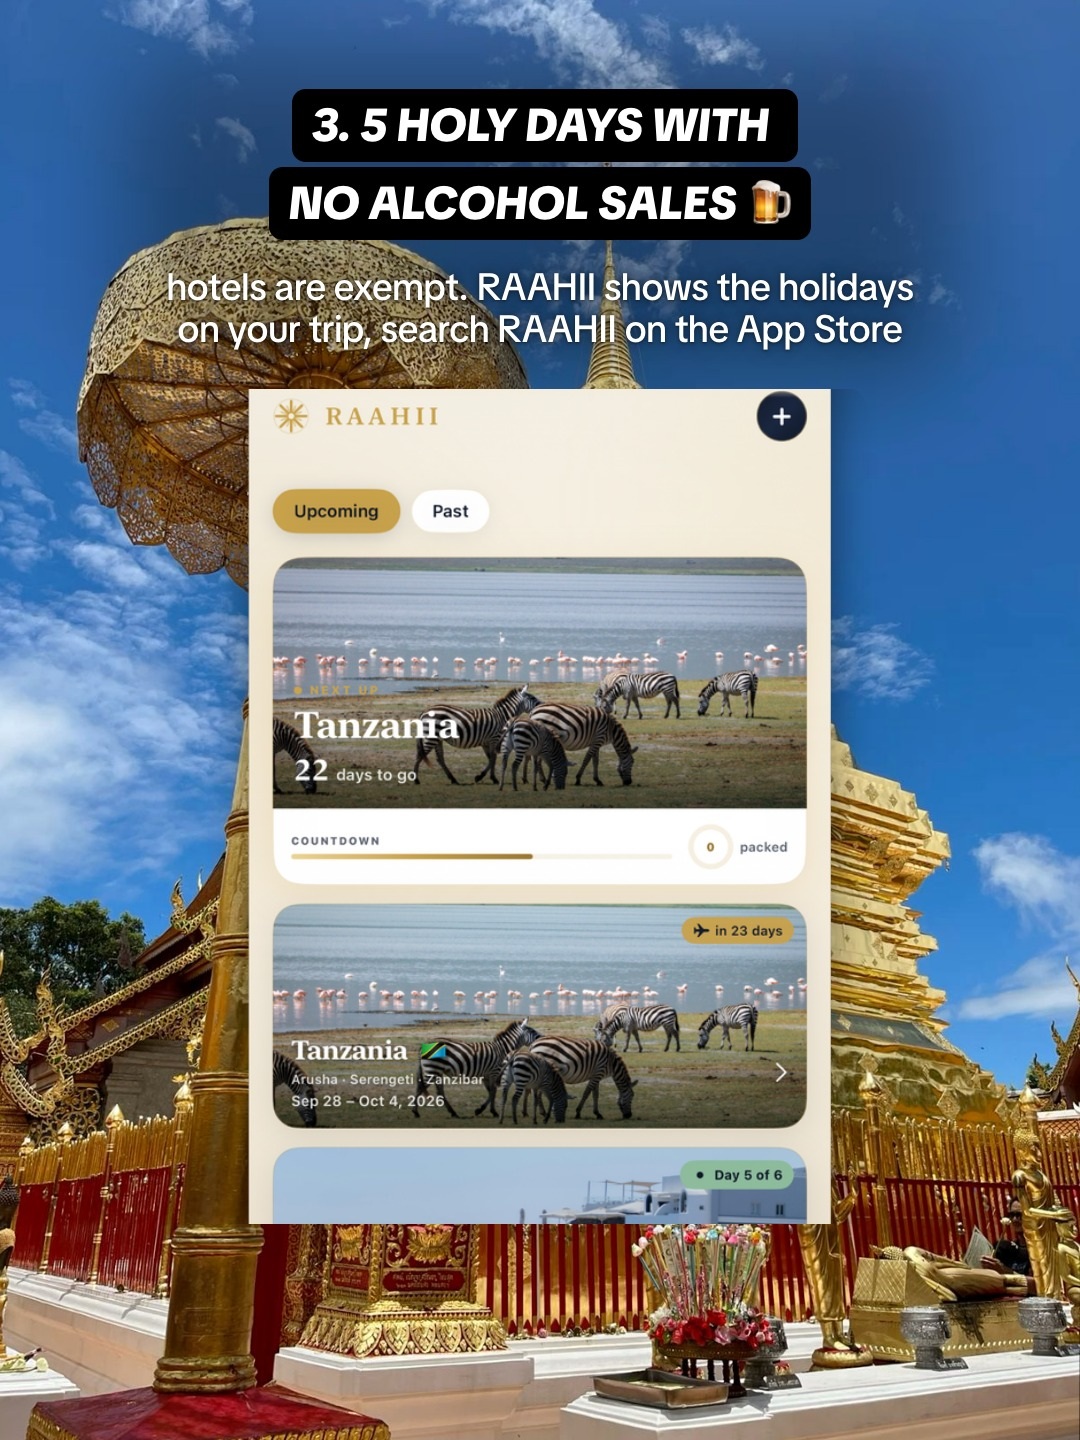 3. 5 HOLY DAYS WITH
NO ALCOHOL SALES 🍺
hotels are exempt. RAAHII shows the holidays
on your trip, search RAAHII on the App Store
RAAHII
+
Upcoming
Past
NEXT UP
Tanzania
22 days to go
COUNTDOWN
0 packed
in 23 days
Tanzania 🇹🇿
Arusha · Serengeti · Zanzibar
Sep 28 – Oct 4, 2026
Day 5 of 6